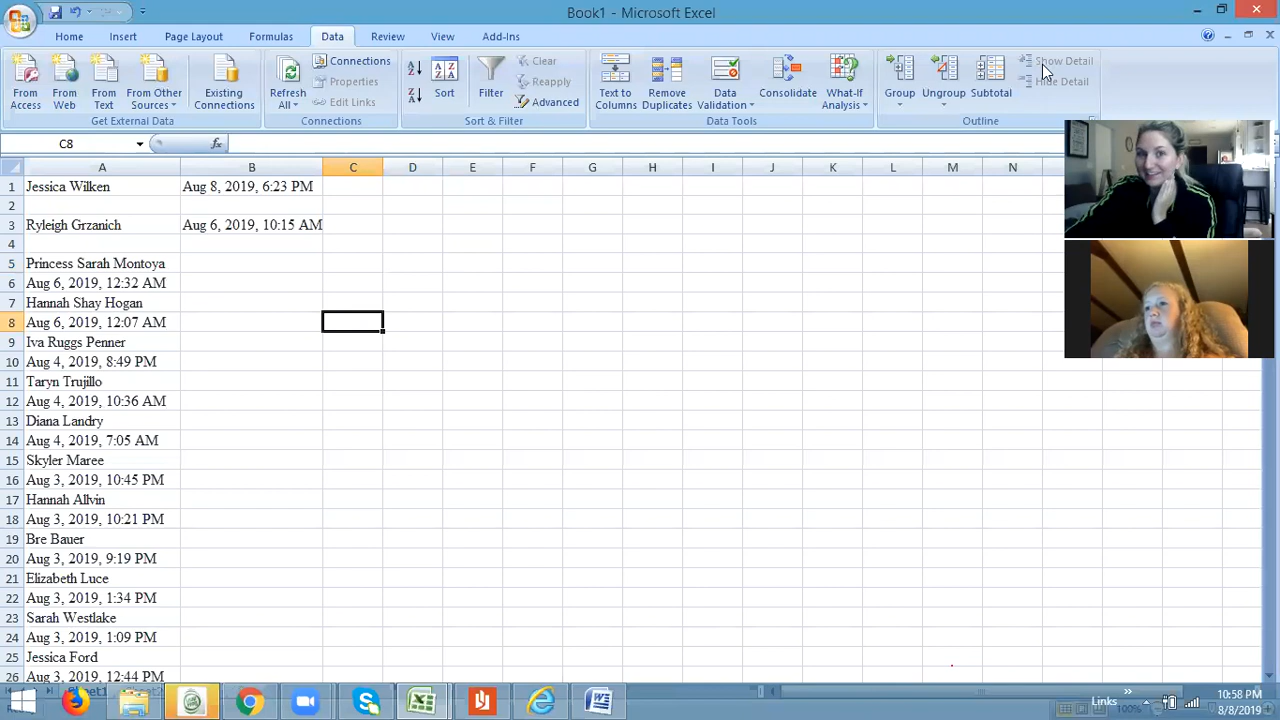 Book1 - Microsoft Excel
Home Insert Page Layout Formulas Data Review View Add-Ins
From Access
From Web
From Text
From Other Sources
Existing Connections
Get External Data
Refresh All
Connections
Properties
Edit Links
Connections
Sort
Filter
Clear
Reapply
Advanced
Sort & Filter
Text to Columns
Remove Duplicates
Data Validation
Consolidate
What-If Analysis
Data Tools
Group
Ungroup
Subtotal
Show Detail
Hide Detail
Outline
C8 fx
A B C D E F G H I J K L M N
1 Jessica Wilken Aug 8, 2019, 6:23 PM
2
3 Ryleigh Grzanich Aug 6, 2019, 10:15 AM
4
5 Princess Sarah Montoya
6 Aug 6, 2019, 12:32 AM
7 Hannah Shay Hogan
8 Aug 6, 2019, 12:07 AM
9 Iva Ruggs Penner
10 Aug 4, 2019, 8:49 PM
11 Taryn Trujillo
12 Aug 4, 2019, 10:36 AM
13 Diana Landry
14 Aug 4, 2019, 7:05 AM
15 Skyler Maree
16 Aug 3, 2019, 10:45 PM
17 Hannah Allvin
18 Aug 3, 2019, 10:21 PM
19 Bre Bauer
20 Aug 3, 2019, 9:19 PM
21 Elizabeth Luce
22 Aug 3, 2019, 1:34 PM
23 Sarah Westlake
24 Aug 3, 2019, 1:09 PM
25 Jessica Ford
26 Aug 3, 2019, 12:44 PM
Links »
100%
10:58 PM
8/8/2019